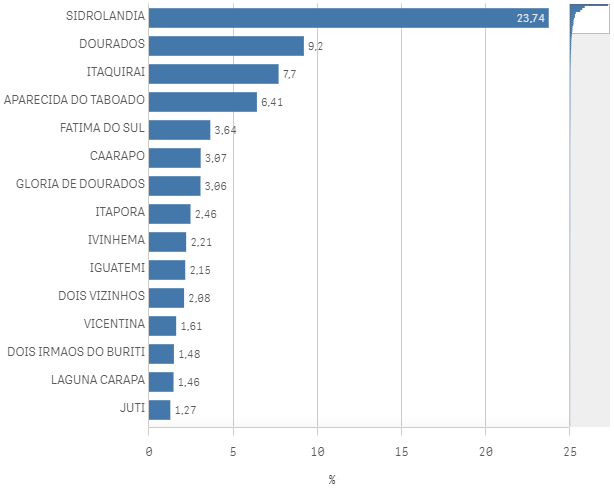 SIDROLANDIA 23,74
DOURADOS 9,2
ITAQUIRAI 7,7
APARECIDA DO TABOADO 6,41
FATIMA DO SUL 3,64
CAARAPO 3,07
GLORIA DE DOURADOS 3,06
ITAPORA 2,46
IVINHEMA 2,21
IGUATEMI 2,15
DOIS VIZINHOS 2,08
VICENTINA 1,61
DOIS IRMAOS DO BURITI 1,48
LAGUNA CARAPA 1,46
JUTI 1,27
0 5 10 15 20 25
%